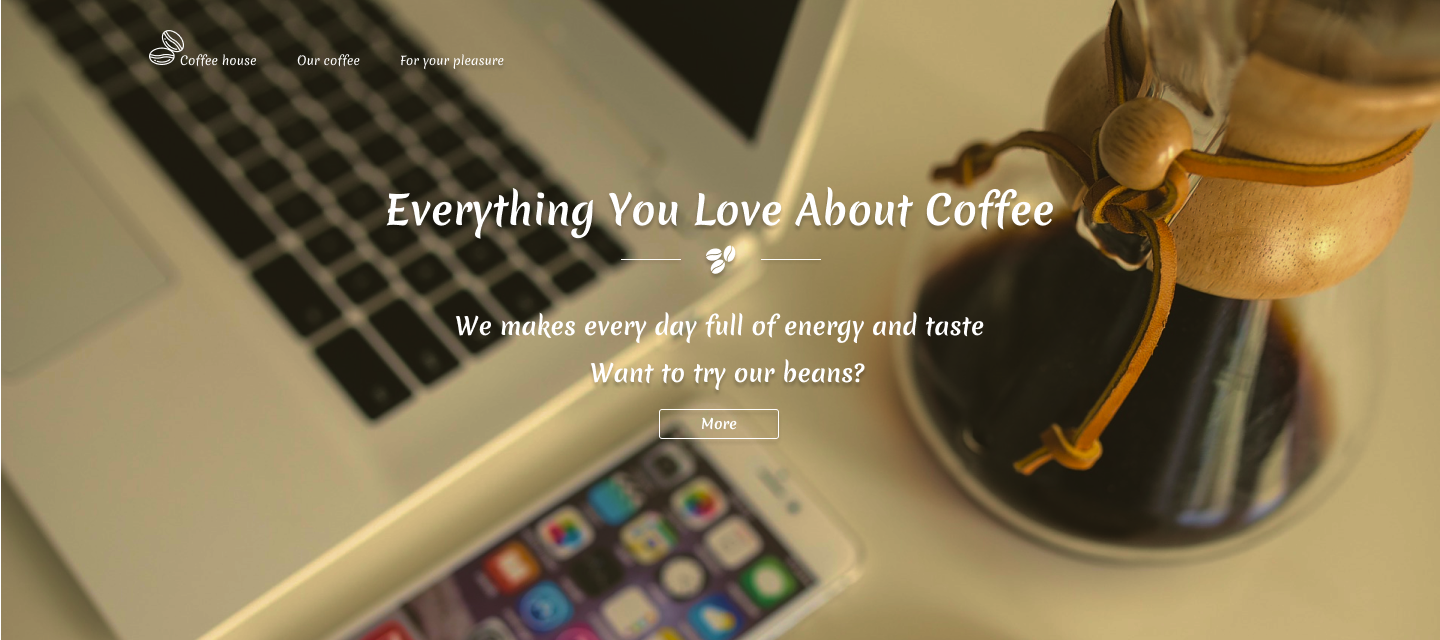 Coffee house Our coffee For your pleasure
Everything You Love About Coffee
We makes every day full of energy and taste
Want to try our beans?
More